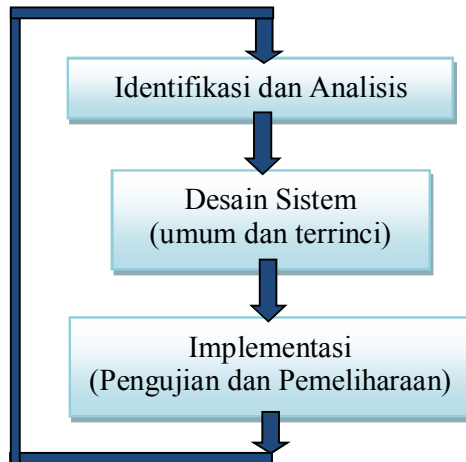 Identifikasi dan Analisis
Desain Sistem
(umum dan terrinci)
Implementasi
(Pengujian dan Pemeliharaan)